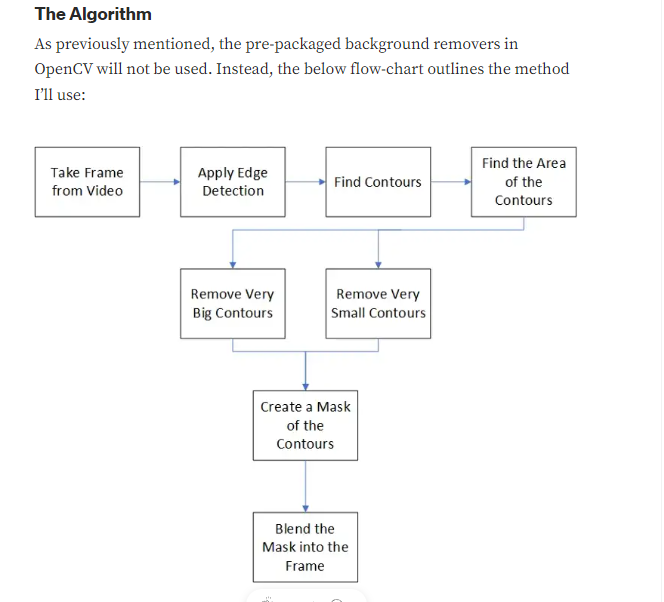 The Algorithm
As previously mentioned, the pre-packaged background removers in
OpenCV will not be used. Instead, the below flow-chart outlines the method
I'll use:
Take Frame
from Video
Apply Edge
Detection
Find Contours
Find the Area
of the
Contours
Remove Very
Big Contours
Remove Very
Small Contours
Create a Mask
of the
Contours
Blend the
Mask into the
Frame